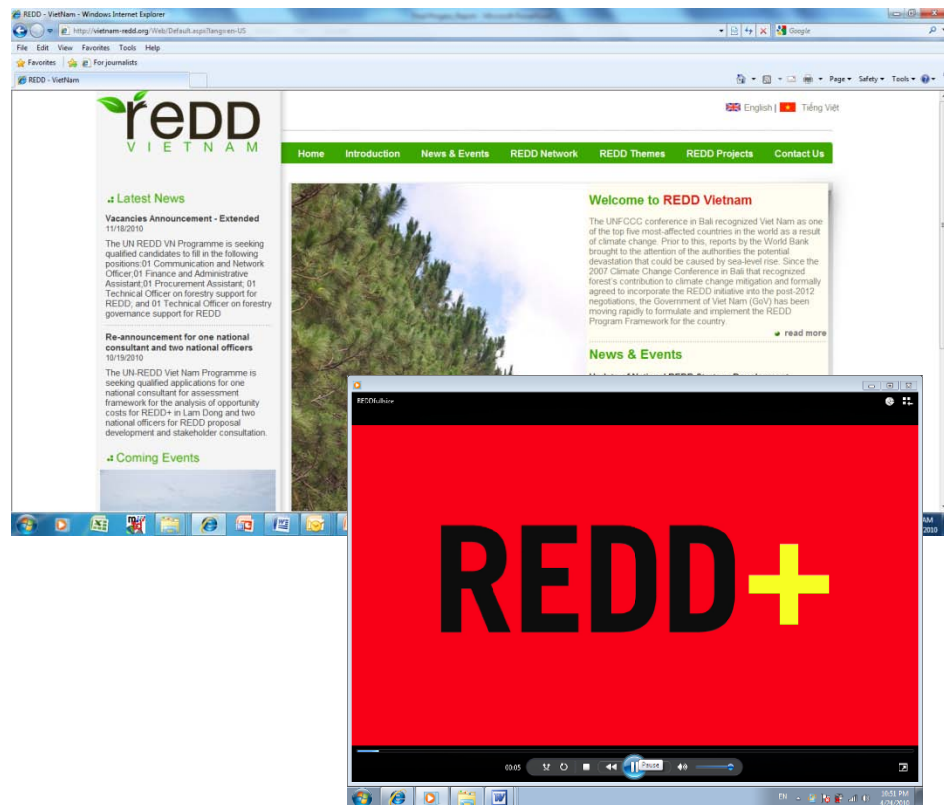 REDD - VietNam - Windows Internet Explorer
http://vietnam-redd.org/Web/Default.aspx?lang=en-US
Google
File Edit View Favorites Tools Help
Favorites For journalists
REDD - VietNam
Page Safety Tools
redd
VIETNAM
English | Tiếng Việt
Home Introduction News & Events REDD Network REDD Themes REDD Projects Contact Us
Latest News
Vacancies Announcement - Extended
11/18/2010
The UN REDD VN Programme is seeking
qualified candidates to fill in the following
positions:01 Communication and Network
Officer;01 Finance and Administrative
Assistant;01 Procurement Assistant; 01
Technical Officer on forestry support for
REDD; and 01 Technical Officer on forestry
governance support for REDD
Re-announcement for one national
consultant and two national officers
10/19/2010
The UN-REDD Viet Nam Programme is
seeking qualified applications for one
national consultant for assessment
framework for the analysis of opportunity
costs for REDD+ in Lam Dong and two
national officers for REDD proposal
development and stakeholder consultation.
Coming Events
Welcome to REDD Vietnam
The UNFCCC conference in Bali recognized Viet Nam as one
of the top five most-affected countries in the world as a result
of climate change. Prior to this, reports by the World Bank
brought to the attention of the authorities the potential
devastation that could be caused by sea-level rise. Since the
2007 Climate Change Conference in Bali that recognized
forest's contribution to climate change mitigation and formally
agreed to incorporate the REDD initiative into the post-2012
negotiations, the Government of Viet Nam (GoV) has been
moving rapidly to formulate and implement the REDD
Program Framework for the country.
read more
News & Events
AM
2010
REDDfullsize
REDD+
00:05
Pause
EN
10:51 PM
4/24/2010